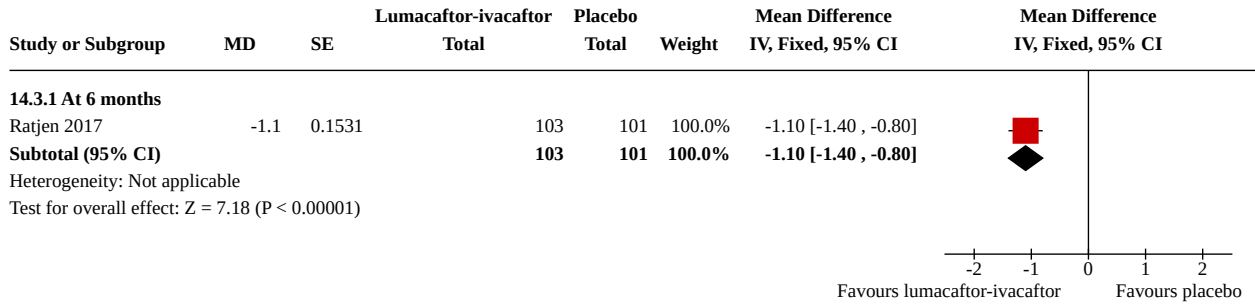 Lumacaftor-ivacaftor Placebo Mean Difference Mean Difference
Study or Subgroup MD SE Total Total Weight IV, Fixed, 95% CI IV, Fixed, 95% CI
14.3.1 At 6 months
Ratjen 2017 -1.1 0.1531 103 101 100.0% -1.10 [-1.40 , -0.80]
Subtotal (95% CI) 103 101 100.0% -1.10 [-1.40 , -0.80]
Heterogeneity: Not applicable
Test for overall effect: Z = 7.18 (P < 0.00001)
-2 -1 0 1 2
Favours lumacaftor-ivacaftor Favours placebo